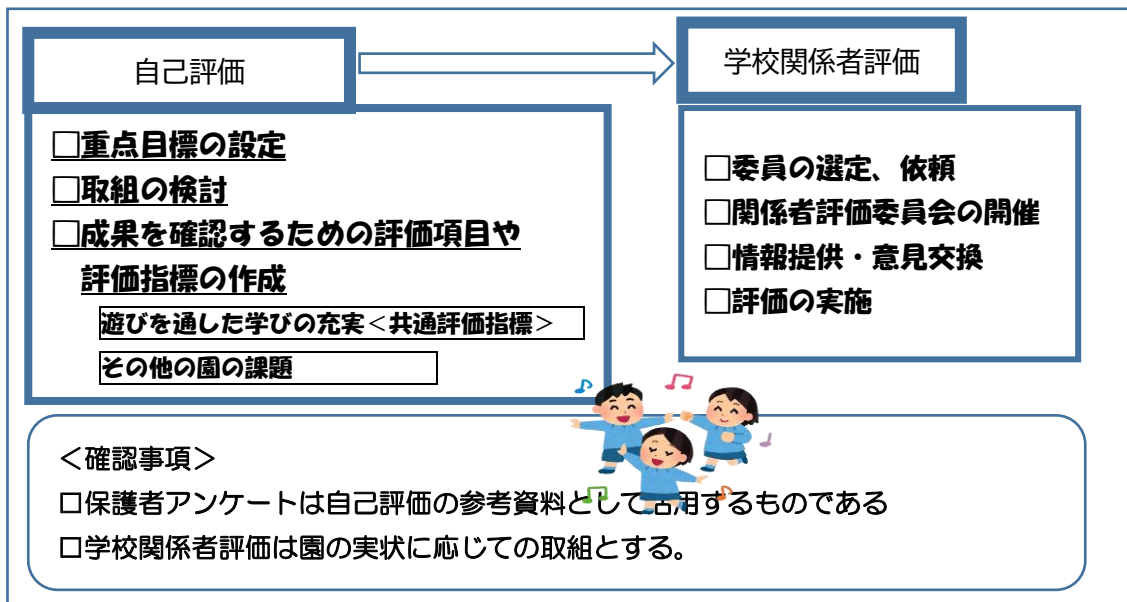 自己評価
□重点目標の設定
□取組の検討
□成果を確認するための評価項目や
評価指標の作成
遊びを通した学びの充実＜共通評価指標＞
その他の園の課題
学校関係者評価
□委員の選定、依頼
□関係者評価委員会の開催
□情報提供・意見交換
□評価の実施
＜確認事項＞
□保護者アンケートは自己評価の参考資料として活用するものである
□学校関係者評価は園の実状に応じての取組とする。